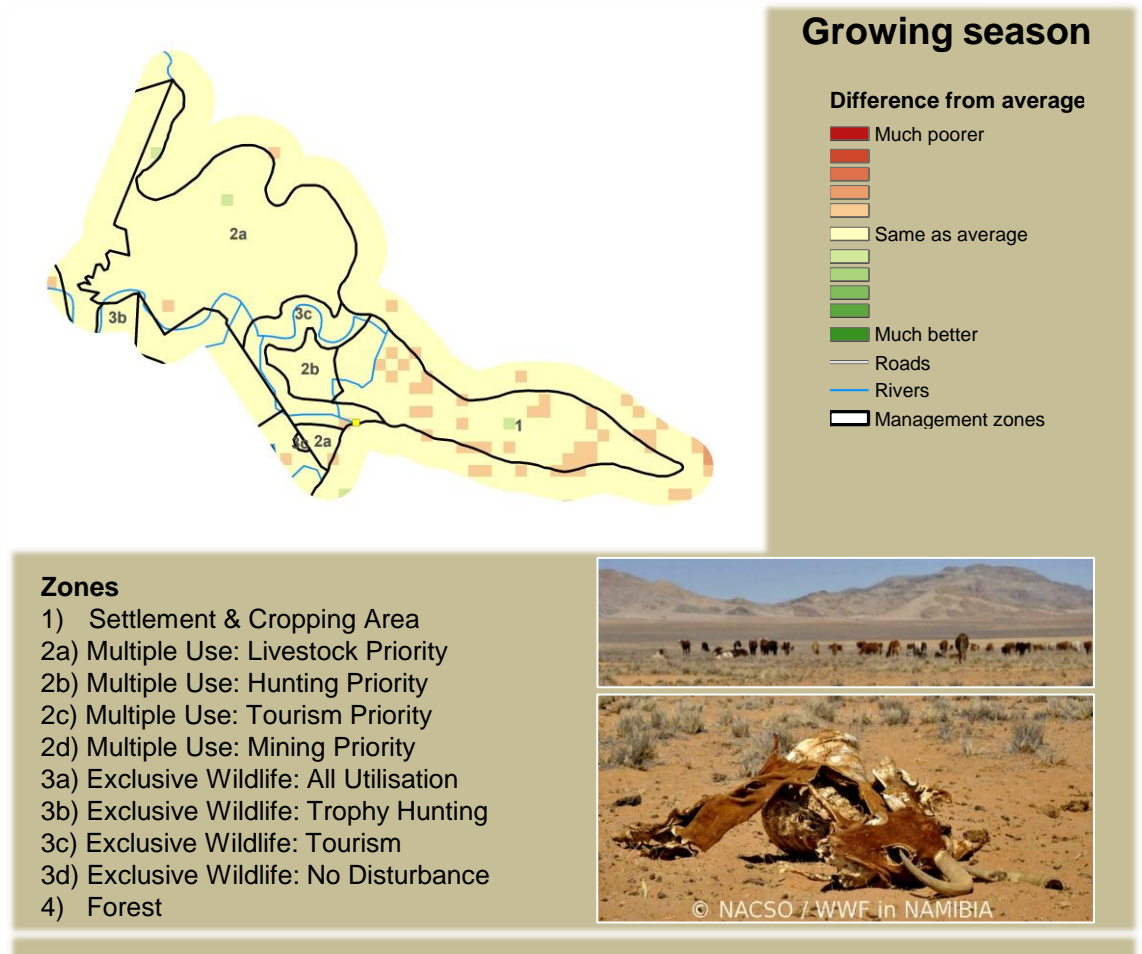 Growing season
Difference from average
Much poorer
Same as average
Much better
Roads
Rivers
Management zones
2a
3b
3c
2b
1
2a
Zones
1) Settlement & Cropping Area
2a) Multiple Use: Livestock Priority
2b) Multiple Use: Hunting Priority
2c) Multiple Use: Tourism Priority
2d) Multiple Use: Mining Priority
3a) Exclusive Wildlife: All Utilisation
3b) Exclusive Wildlife: Trophy Hunting
3c) Exclusive Wildlife: Tourism
3d) Exclusive Wildlife: No Disturbance
4) Forest
© NACSO / WWF in NAMIBIA